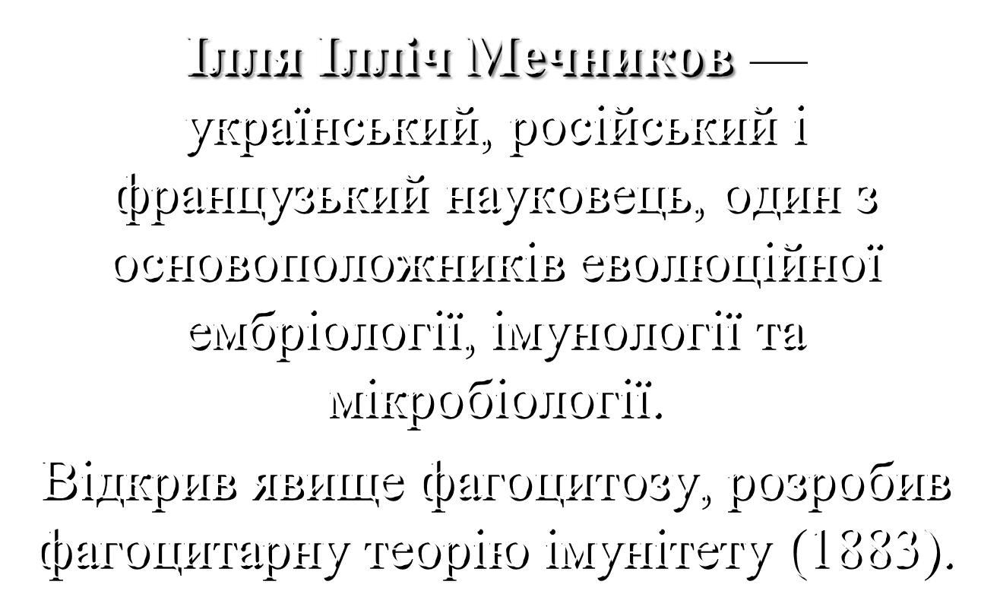 Ілля Ілліч Мечников —
український, російський і
французький науковець, один з
основоположників еволюційної
ембріології, імунології та
мікробіології.
Відкрив явище фагоцитозу, розробив
фагоцитарну теорію імунітету (1883).